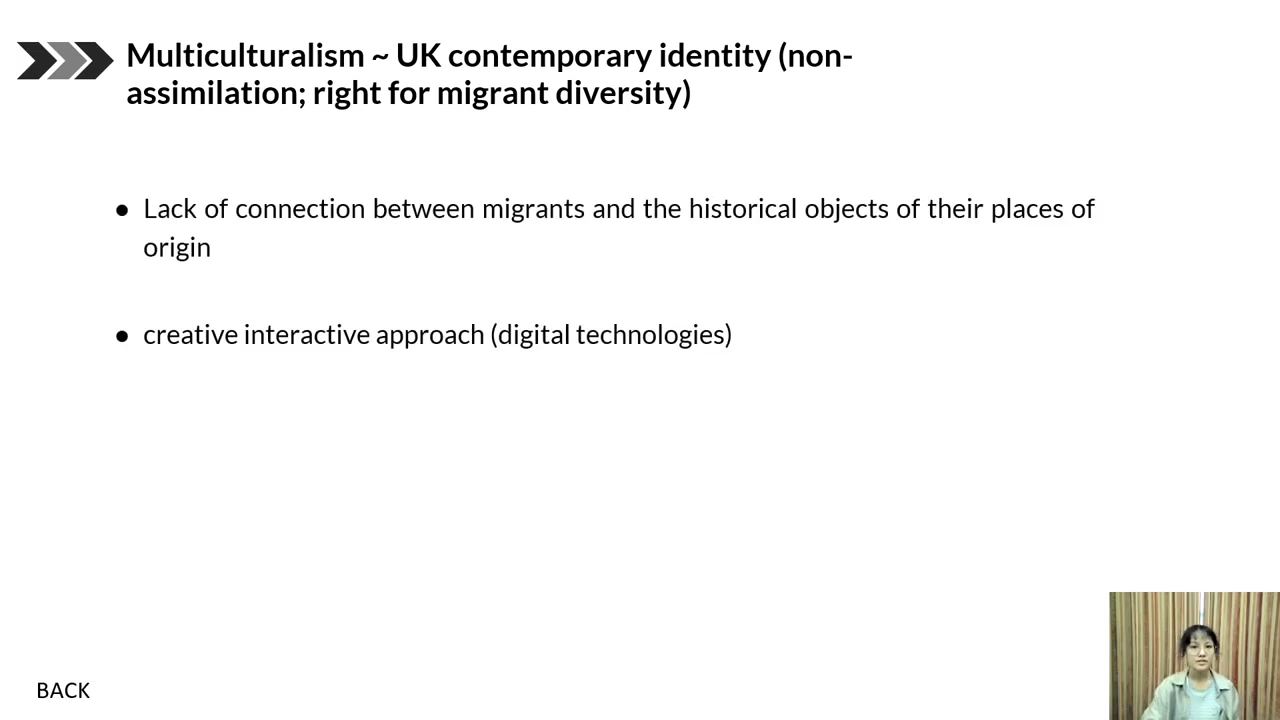 Multiculturalism ~ UK contemporary identity (non-
assimilation; right for migrant diversity)
● Lack of connection between migrants and the historical objects of their places of
origin
● creative interactive approach (digital technologies)
BACK